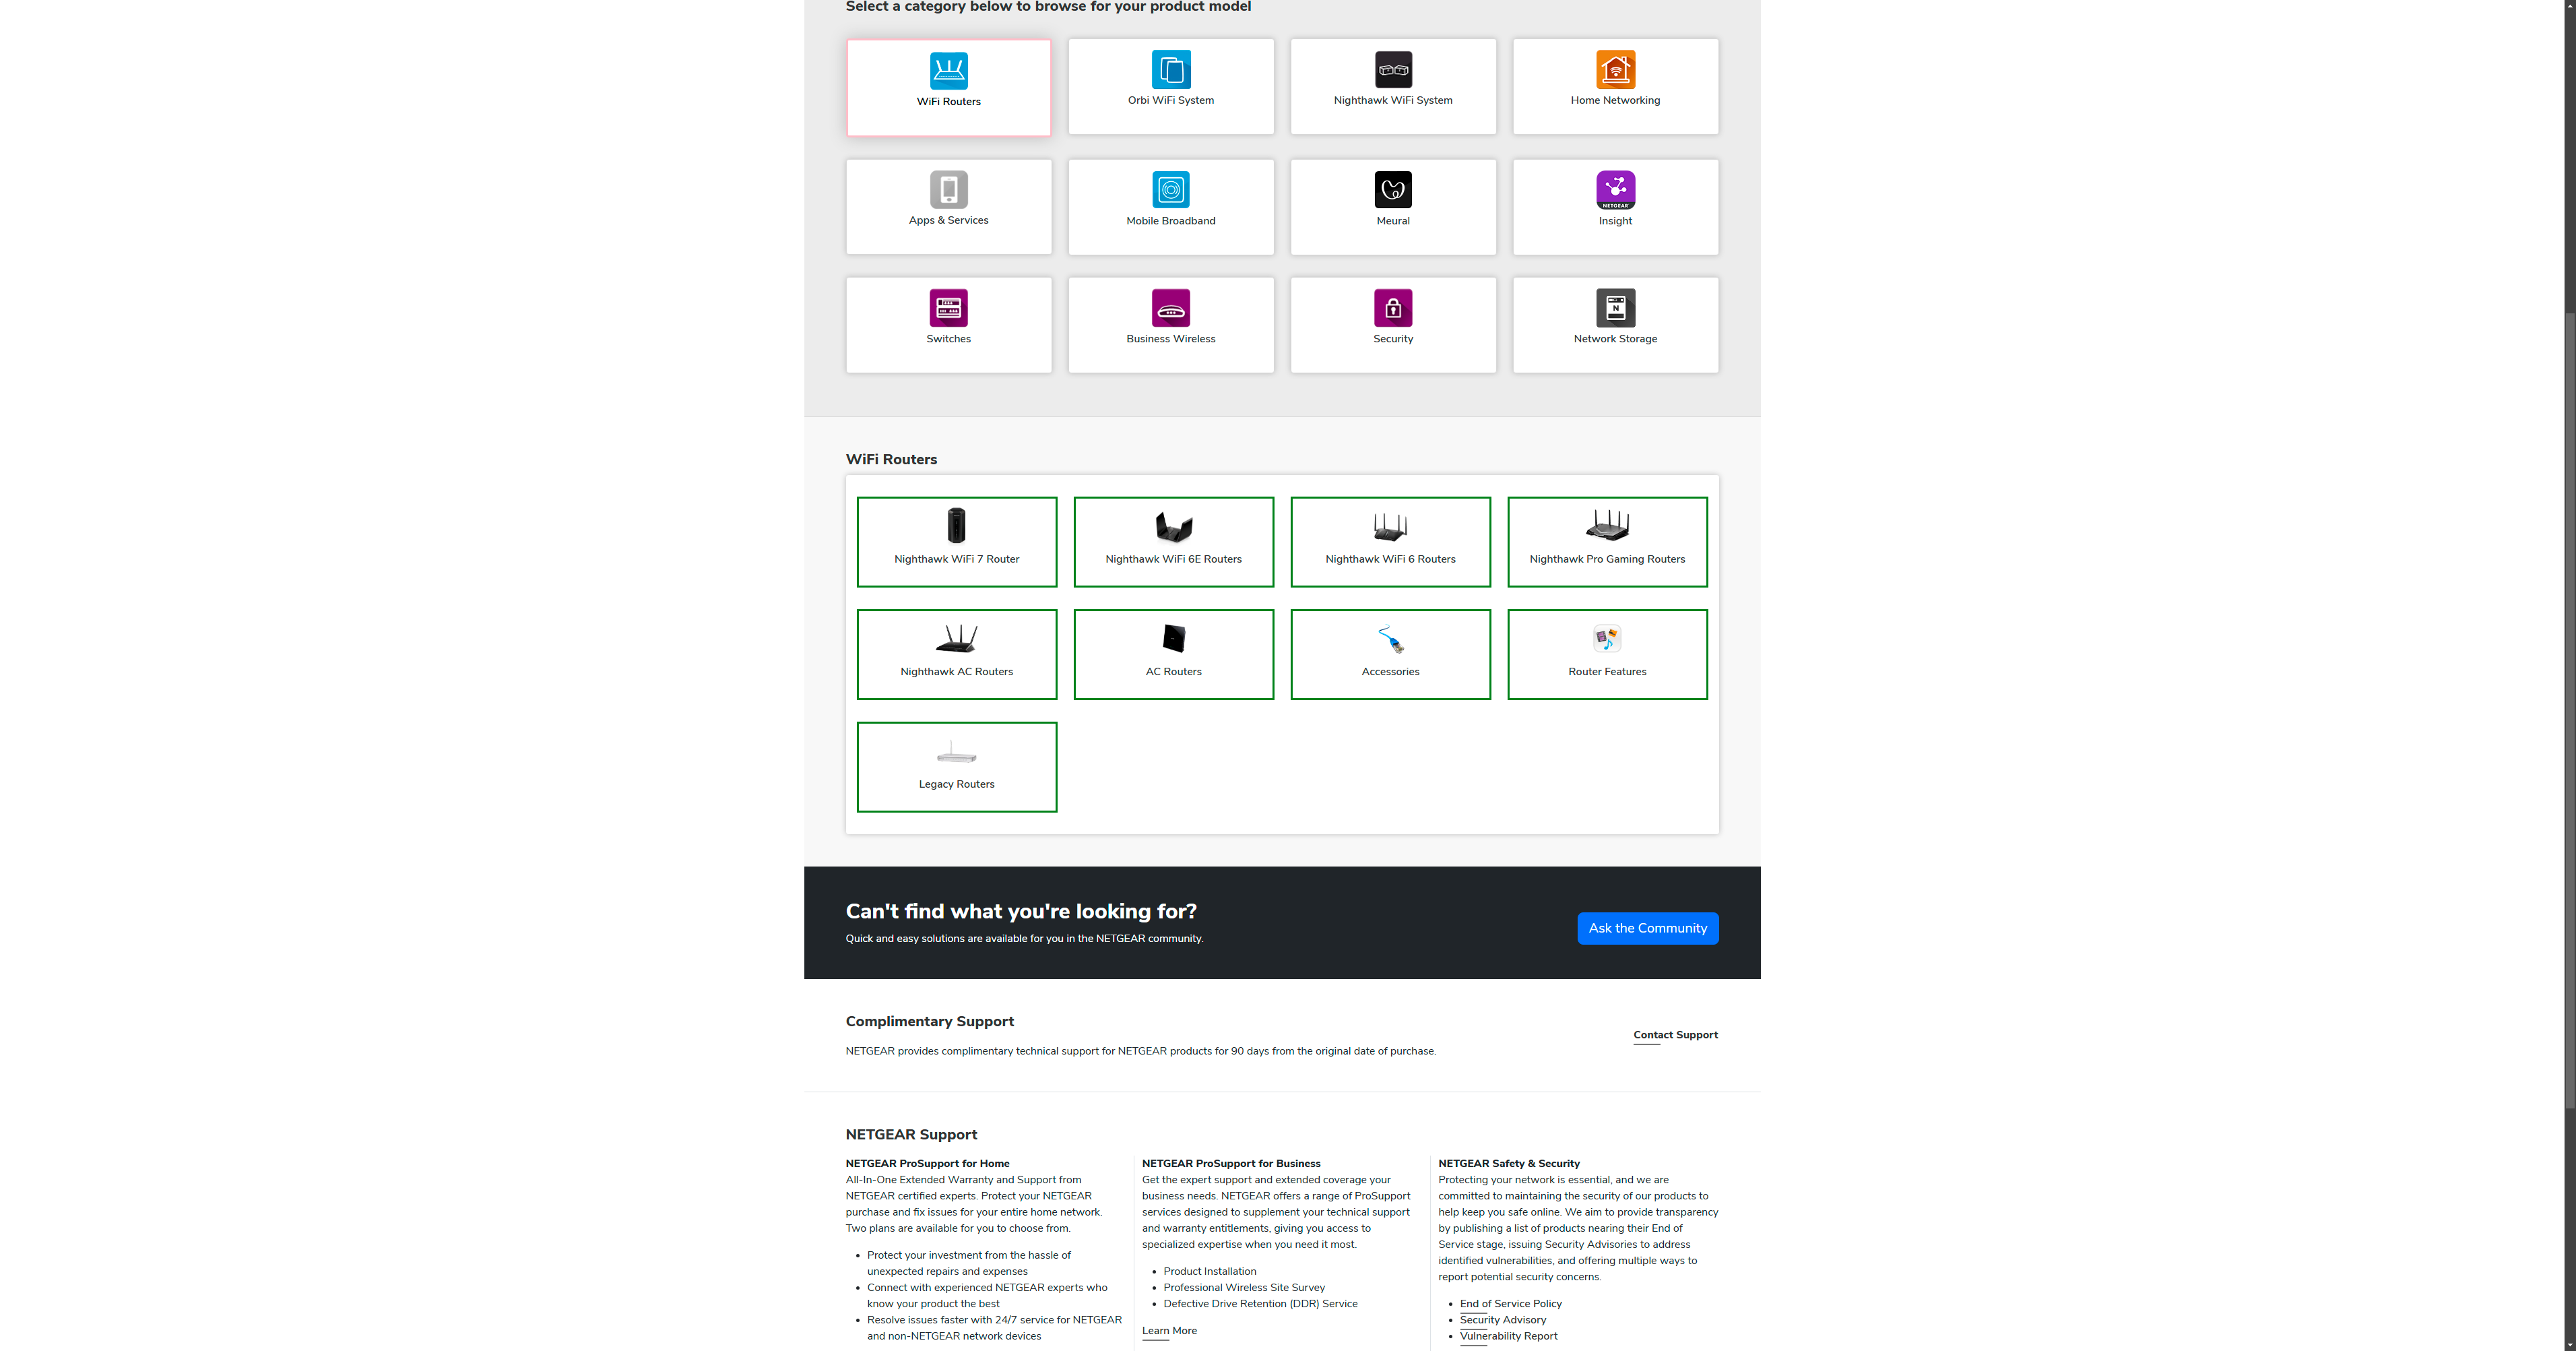 Select a category below to browse for your product model
WiFi Routers
Orbi WiFi System
Nighthawk WiFi System
Home Networking
Apps & Services
Mobile Broadband
Meural
NETGEAR
Insight
Switches
Business Wireless
Security
N
Network Storage
WiFi Routers
Nighthawk WiFi 7 Router
Nighthawk WiFi 6E Routers
Nighthawk WiFi 6 Routers
Nighthawk Pro Gaming Routers
Nighthawk AC Routers
AC Routers
Accessories
Router Features
Legacy Routers
Can't find what you're looking for?
Quick and easy solutions are available for you in the NETGEAR community.
Ask the Community
Complimentary Support
NETGEAR provides complimentary technical support for NETGEAR products for 90 days from the original date of purchase.
Contact Support
NETGEAR Support
NETGEAR ProSupport for Home
All-In-One Extended Warranty and Support from
NETGEAR certified experts. Protect your NETGEAR
purchase and fix issues for your entire home network.
Two plans are available for you to choose from.
Protect your investment from the hassle of
unexpected repairs and expenses
Connect with experienced NETGEAR experts who
know your product the best
Resolve issues faster with 24/7 service for NETGEAR
and non-NETGEAR network devices
NETGEAR ProSupport for Business
Get the expert support and extended coverage your
business needs. NETGEAR offers a range of ProSupport
services designed to supplement your technical support
and warranty entitlements, giving you access to
specialized expertise when you need it most.
Product Installation
Professional Wireless Site Survey
Defective Drive Retention (DDR) Service
Learn More
NETGEAR Safety & Security
Protecting your network is essential, and we are
committed to maintaining the security of our products to
help keep you safe online. We aim to provide transparency
by publishing a list of products nearing their End of
Service stage, issuing Security Advisories to address
identified vulnerabilities, and offering multiple ways to
report potential security concerns.
End of Service Policy
Security Advisory
Vulnerability Report